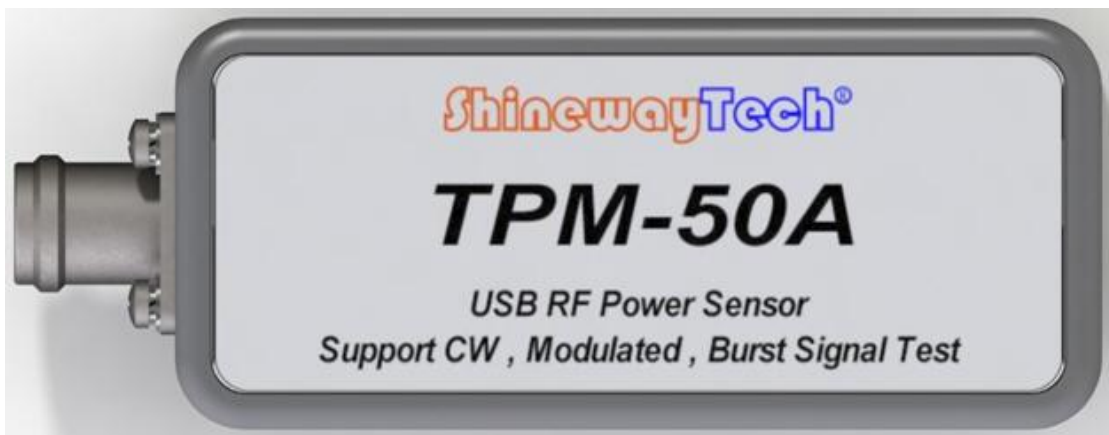 ShinewayTech®
TPM-50A
USB RF Power Sensor
Support CW , Modulated , Burst Signal Test